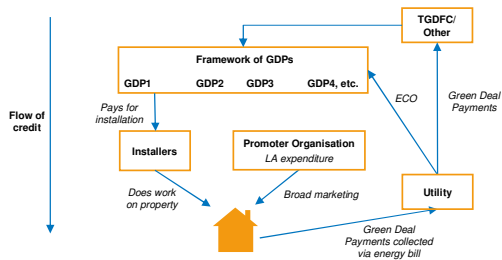 TGDFC/
Other
Framework of GDPs
GDP1 GDP2 GDP3 GDP4, etc.
Flow of
credit
Pays for
installation
ECO
Green Deal
Payments
Installers
Promoter Organisation
LA expenditure
Does work
on property
Broad marketing
Utility
Green Deal
Payments collected
via energy bill